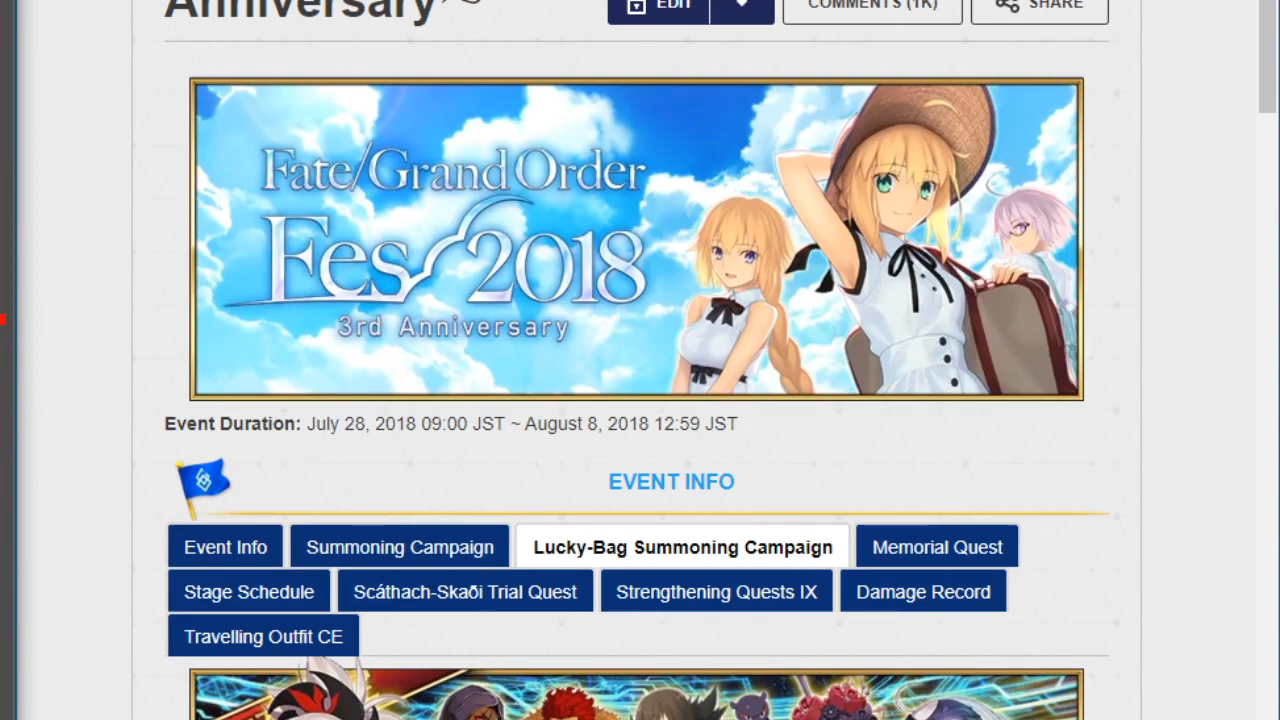 Anniversary~
EDIT
COMMENTS (1K)
SHARE
Fate/Grand Order
Fes 2018
3rd Anniversary
Event Duration: July 28, 2018 09:00 JST ~ August 8, 2018 12:59 JST
EVENT INFO
Event Info
Summoning Campaign
Lucky-Bag Summoning Campaign
Memorial Quest
Stage Schedule
Scáthach-Skaði Trial Quest
Strengthening Quests IX
Damage Record
Travelling Outfit CE